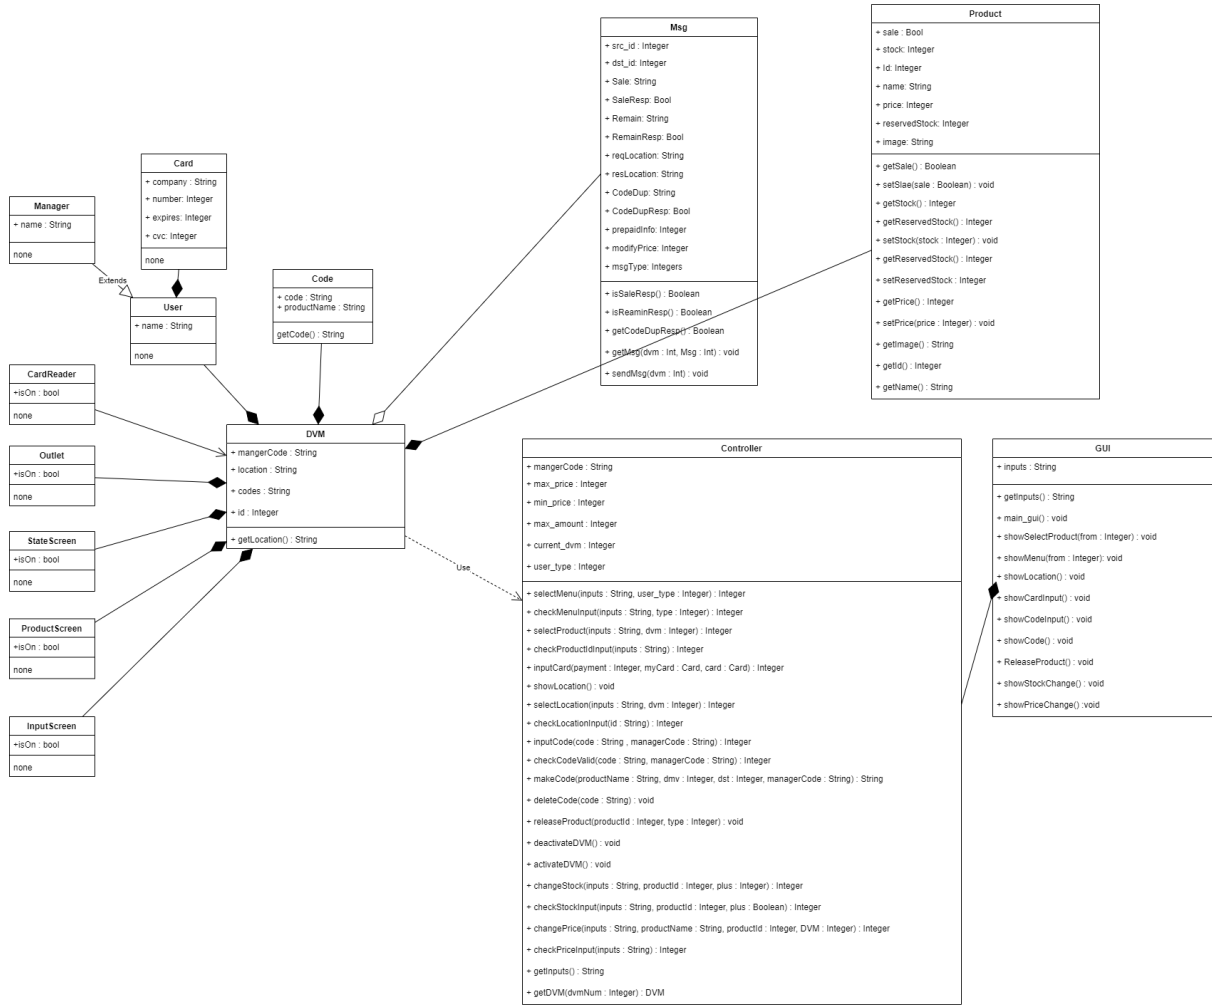 Manager
+ name : String
none
Card
+ company : String
+ number: Integer
+ expires: Integer
+ cvc: Integer
none
Extends
User
+ name : String
none
Code
+ code : String
+ productName : String
getCode() : String
Msg
+ src_id : Integer
+ dst_id: Integer
+ Sale: String
+ SaleResp: Bool
+ Remain: String
+ RemainResp: Bool
+ reqLocation: String
+ resLocation: String
+ CodeDup: String
+ CodeDupResp: Bool
+ prepaidInfo: Integer
+ modifyPrice: Integer
+ msgType: Integers
+ isSaleResp() : Boolean
+ isReaminResp() : Boolean
+ getCodeDupResp() : Boolean
+ getMsg(dvm : Int, Msg : Int) : void
+ sendMsg(dvm : Int) : void
Product
+ sale : Bool
+ stock: Integer
+ Id: Integer
+ name: String
+ price: Integer
+ reservedStock: Integer
+ image: String
+ getSale() : Boolean
+ setSlae(sale : Boolean) : void
+ getStock() : Integer
+ getReservedStock() : Integer
+ setStock(stock : Integer) : void
+ getReservedStock() : Integer
+ setReservedStock : Integer
+ getPrice() : Integer
+ setPrice(price : Integer) : void
+ getImage() : String
+ getId() : Integer
+ getName() : String
CardReader
+isOn : bool
none
Outlet
+isOn : bool
none
StateScreen
+isOn : bool
none
ProductScreen
+isOn : bool
none
InputScreen
+isOn : bool
none
DVM
+ mangerCode : String
+ location : String
+ codes : String
+ id : Integer
+ getLocation() : String
Use
Controller
+ mangerCode : String
+ max_price : Integer
+ min_price : Integer
+ max_amount : Integer
+ current_dvm : Integer
+ user_type : Integer
+ selectMenu(inputs : String, user_type : Integer) : Integer
+ checkMenuInput(inputs : String, type : Integer) : Integer
+ selectProduct(inputs : String, dvm : Integer) : Integer
+ checkProductIdInput(inputs : String) : Integer
+ inputCard(payment : Integer, myCard : Card, card : Card) : Integer
+ showLocation() : void
+ selectLocation(inputs : String, dvm : Integer) : Integer
+ checkLocationInput(id : String) : Integer
+ inputCode(code : String , managerCode : String) : Integer
+ checkCodeValid(code : String, managerCode : String) : Integer
+ makeCode(productName : String, dmv : Integer, dst : Integer, managerCode : String) : String
+ deleteCode(code : String) : void
+ releaseProduct(productId : Integer, type : Integer) : void
+ deactivateDVM() : void
+ activateDVM() : void
+ changeStock(inputs : String, productId : Integer, plus : Integer) : Integer
+ checkStockInput(inputs : String, productId : Integer, plus : Boolean) : Integer
+ changePrice(inputs : String, productName : String, productId : Integer, DVM : Integer) : Integer
+ checkPriceInput(inputs : String) : Integer
+ getInputs() : String
+ getDVM(dvmNum : Integer) : DVM
GUI
+ inputs : String
+ getInputs() : String
+ main_gui() : void
+ showSelectProduct(from : Integer) : void
+ showMenu(from : Integer): void
+ showLocation() : void
+ showCardInput() : void
+ showCodeInput() : void
+ showCode() : void
+ ReleaseProduct() : void
+ showStockChange() : void
+ showPriceChange() :void